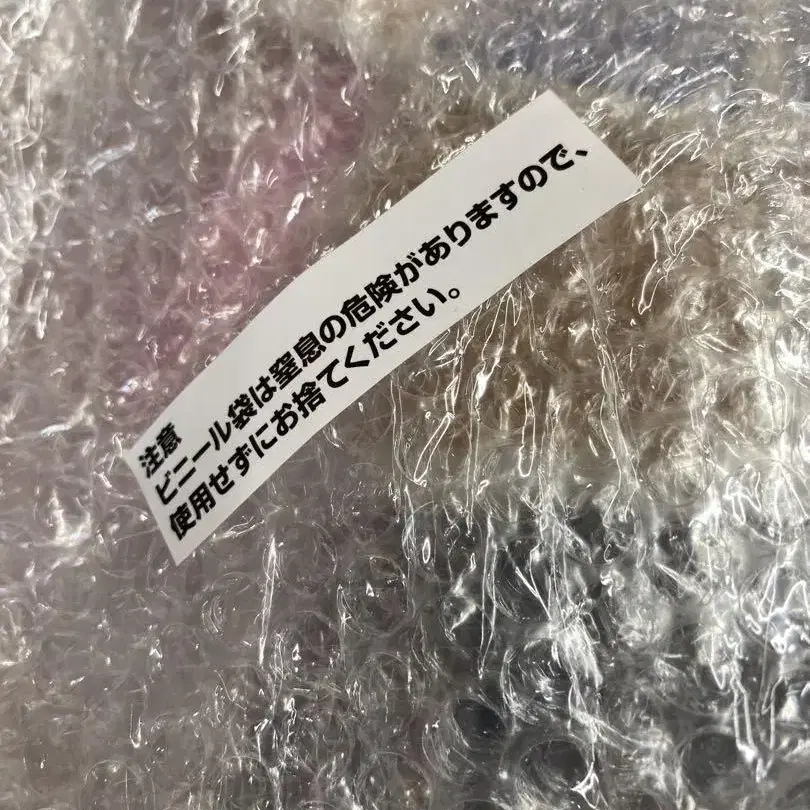 注意
ビニール袋は窒息の危険がありますので、
使用せずにお捨てください。